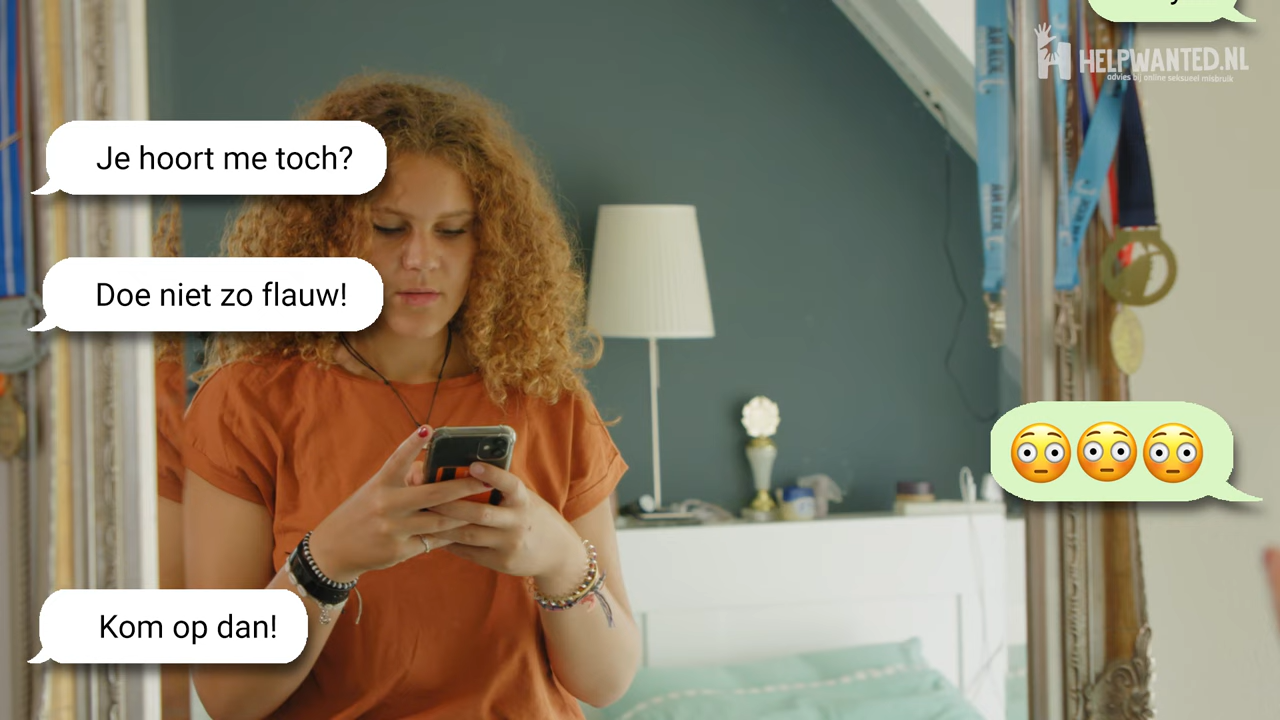 HELPWANTED.NL
advies bij online seksueel misbruik
Je hoort me toch?
Doe niet zo flauw!
😳😳😳
Kom op dan!